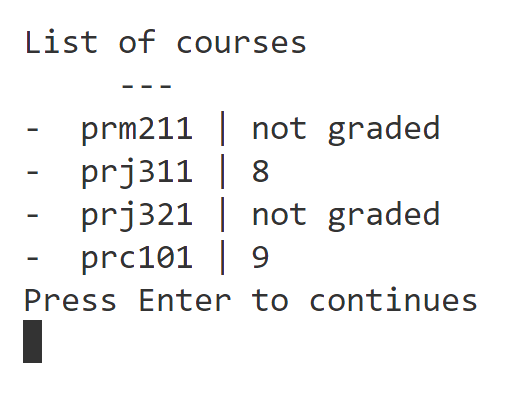 List of courses
---
- prm211 | not graded
- prj311 | 8
- prj321 | not graded
- prc101 | 9
Press Enter to continues